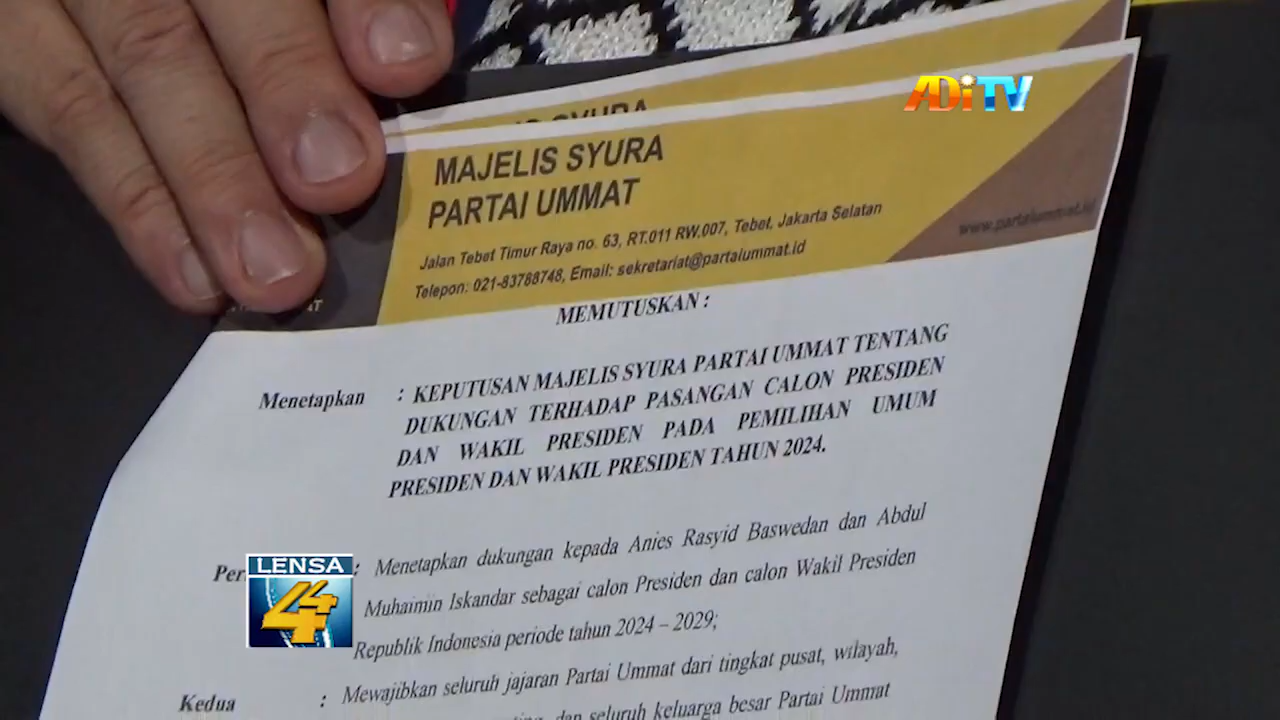 ADiTV
MAJELIS SYURA
PARTAI UMMAT
Jalan Tebet Timur Raya no. 63, RT.011 RW.007, Tebet, Jakarta Selatan
Telepon: 021-83788748, Email: sekretariat@partaiummat.id
www.partaiummat.id
MEMUTUSKAN :
Menetapkan : KEPUTUSAN MAJELIS SYURA PARTAI UMMAT TENTANG
DUKUNGAN TERHADAP PASANGAN CALON PRESIDEN
DAN WAKIL PRESIDEN PADA PEMILIHAN UMUM
PRESIDEN DAN WAKIL PRESIDEN TAHUN 2024.
: Menetapkan dukungan kepada Anies Rasyid Baswedan dan Abdul
Muhaimin Iskandar sebagai calon Presiden dan calon Wakil Presiden
Republik Indonesia periode tahun 2024 – 2029;
Kedua : Mewajibkan seluruh jajaran Partai Ummat dari tingkat pusat, wilayah,
dan seluruh keluarga besar Partai Ummat
LENSA
44